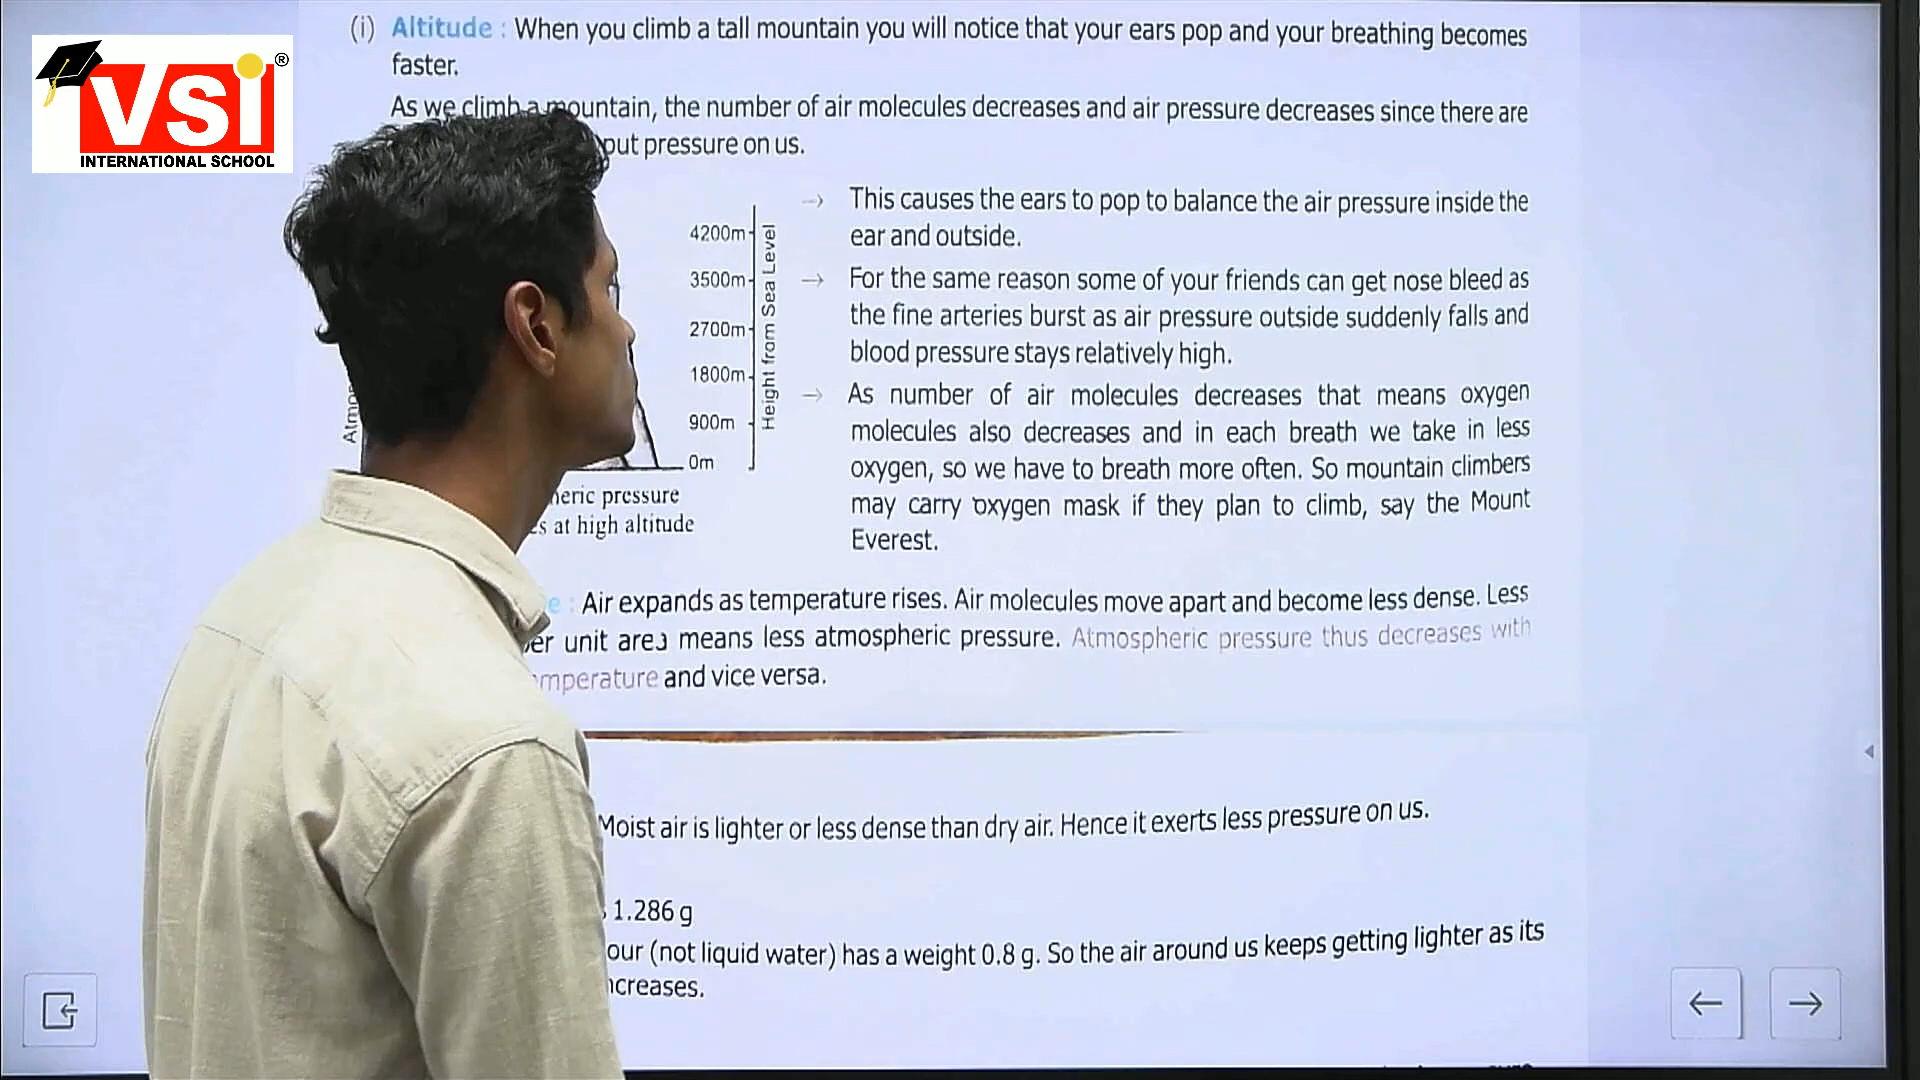 VSI ®
INTERNATIONAL SCHOOL
(i) Altitude : When you climb a tall mountain you will notice that your ears pop and your breathing becomes
faster.
As we climb a mountain, the number of air molecules decreases and air pressure decreases since there are
put pressure on us.
4200m
3500m
2700m
1800m
900m
0m
Height from Sea Level
pressure
at high altitude
→ This causes the ears to pop to balance the air pressure inside the
ear and outside.
→ For the same reason some of your friends can get nose bleed as
the fine arteries burst as air pressure outside suddenly falls and
blood pressure stays relatively high.
→ As number of air molecules decreases that means oxygen
molecules also decreases and in each breath we take in less
oxygen, so we have to breath more often. So mountain climbers
may carry oxygen mask if they plan to climb, say the Mount
Everest.
: Air expands as temperature rises. Air molecules move apart and become less dense. Less
unit area means less atmospheric pressure. Atmospheric pressure thus decreases with
and vice versa.
Moist air is lighter or less dense than dry air. Hence it exerts less pressure on us.
1.286 g
(not liquid water) has a weight 0.8 g. So the air around us keeps getting lighter as its